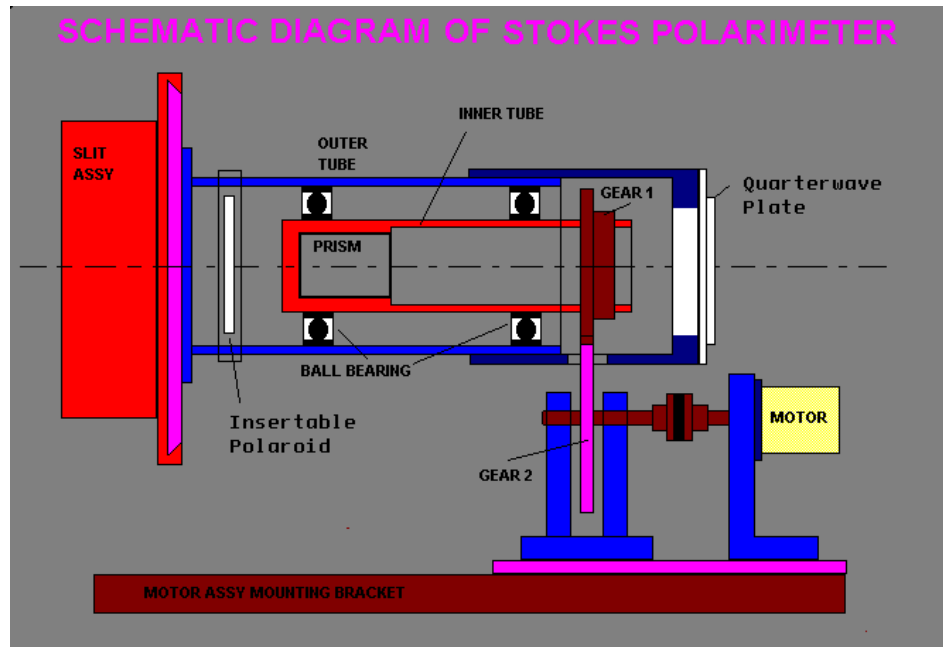 SCHEMATIC DIAGRAM OF STOKES POLARIMETER
INNER TUBE
OUTER
TUBE
SLIT
ASSY
GEAR 1
Quarterwave
Plate
PRISM
BALL BEARING
Insertable
Polaroid
MOTOR
GEAR 2
MOTOR ASSY MOUNTING BRACKET